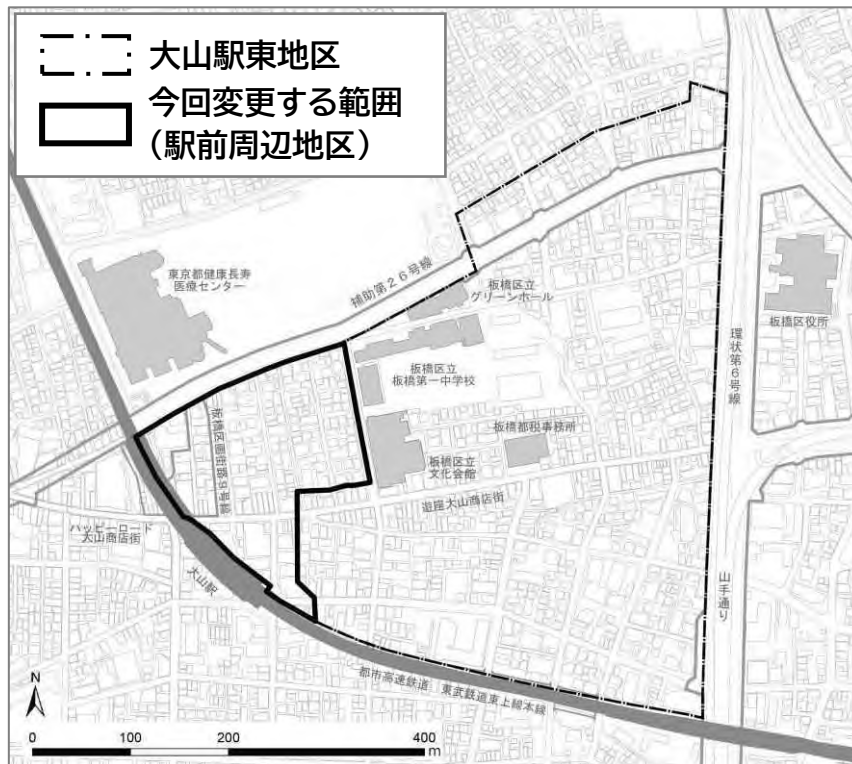 大山駅東地区
今回変更する範囲
（駅前周辺地区）
東京都健康長寿
医療センター
補助第２６号線
板橋区立
グリーンホール
板橋区役所
環状第６号線
板橋区立
板橋第一中学校
板橋区画街路９号線
板橋都税事務所
板橋区立
文化会館
遊座大山商店街
ハッピーロード
大山商店街
大山駅
山手通り
都市高速鉄道 東武鉄道東上線本線
N
0 100 200 400
m